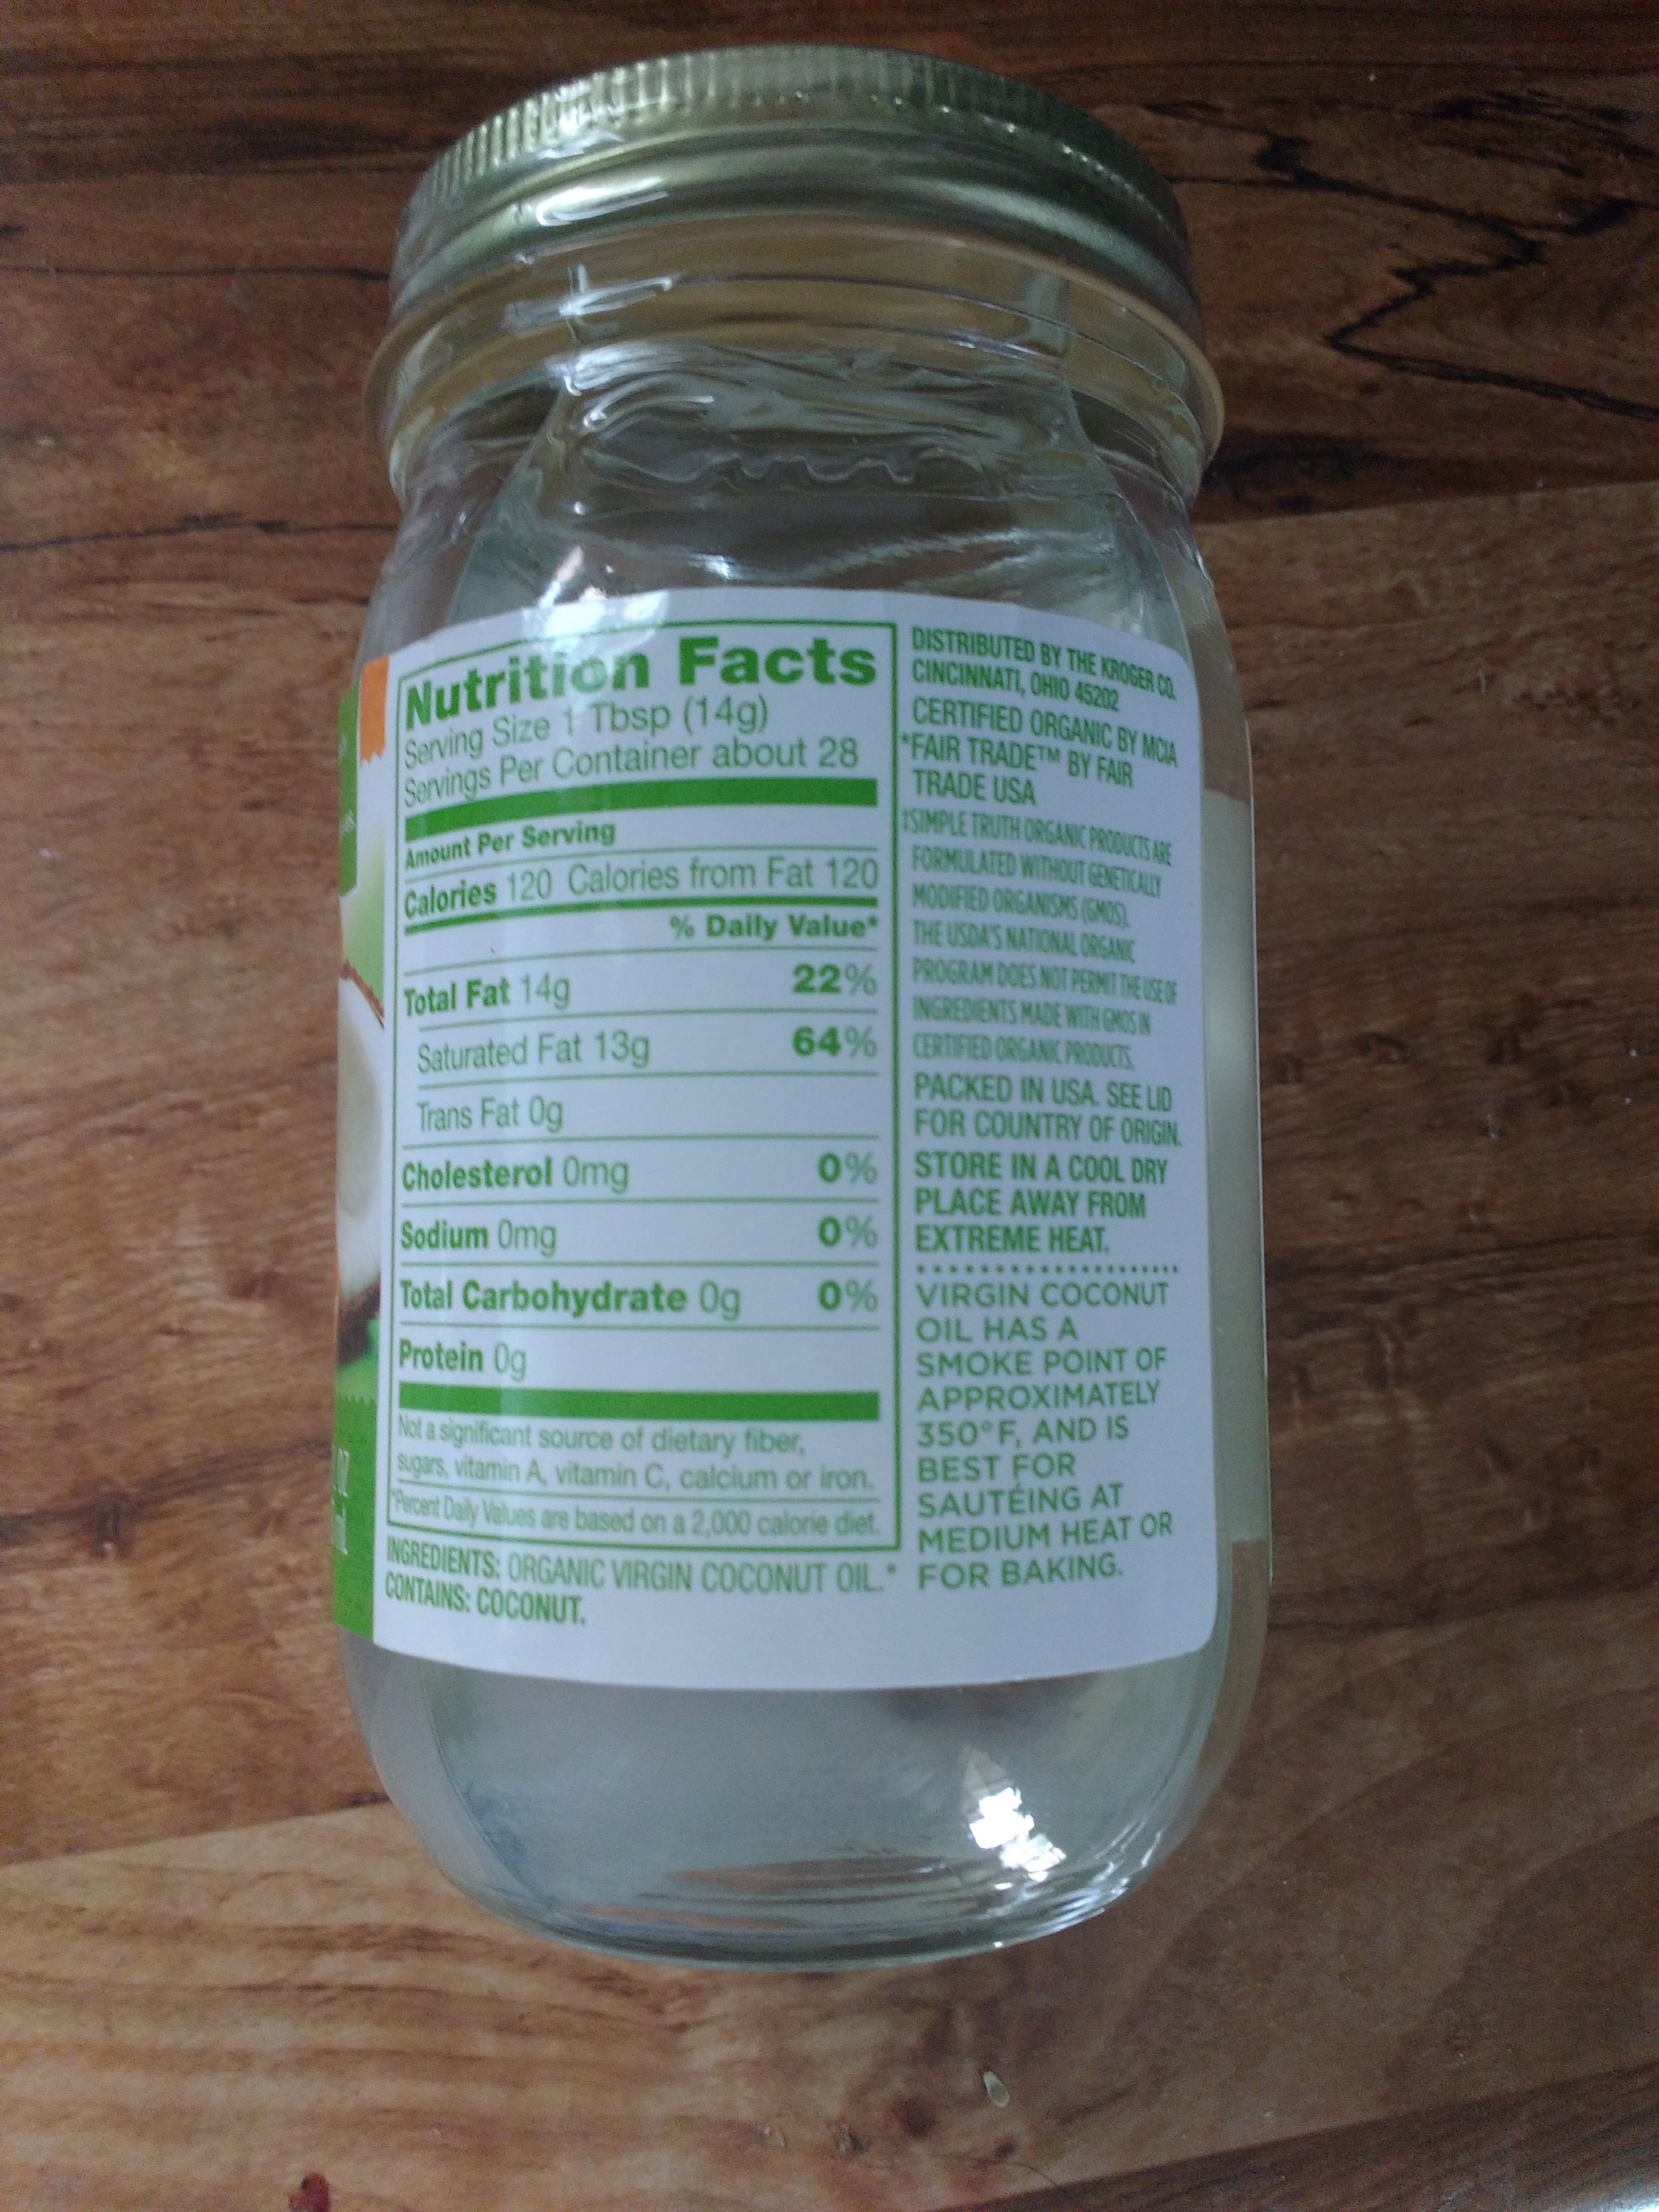 Nutrition Facts
Serving Size 1 Tbsp (14g)
Servings Per Container about 28
Amount Per Serving
Calories 120 Calories from Fat 120
% Daily Value*
Total Fat 14g 22%
Saturated Fat 13g 64%
Trans Fat 0g
Cholesterol 0mg 0%
Sodium 0mg 0%
Total Carbohydrate 0g 0%
Protein 0g
Not a significant source of dietary fiber,
sugars, vitamin A, vitamin C, calcium or iron.
*Percent Daily Values are based on a 2,000 calorie diet.
INGREDIENTS: ORGANIC VIRGIN COCONUT OIL.*
CONTAINS: COCONUT.
DISTRIBUTED BY THE KROGER CO.
CINCINNATI, OHIO 45202
CERTIFIED ORGANIC BY MCIA
*FAIR TRADE™ BY FAIR
TRADE USA
‡SIMPLE TRUTH ORGANIC PRODUCTS ARE
FORMULATED WITHOUT GENETICALLY
MODIFIED ORGANISMS (GMOS).
THE USDA'S NATIONAL ORGANIC
PROGRAM DOES NOT PERMIT THE USE OF
INGREDIENTS MADE WITH GMOS IN
CERTIFIED ORGANIC PRODUCTS.
PACKED IN USA. SEE LID
FOR COUNTRY OF ORIGIN.
STORE IN A COOL DRY
PLACE AWAY FROM
EXTREME HEAT.
VIRGIN COCONUT
OIL HAS A
SMOKE POINT OF
APPROXIMATELY
350°F, AND IS
BEST FOR
SAUTÉING AT
MEDIUM HEAT OR
FOR BAKING.